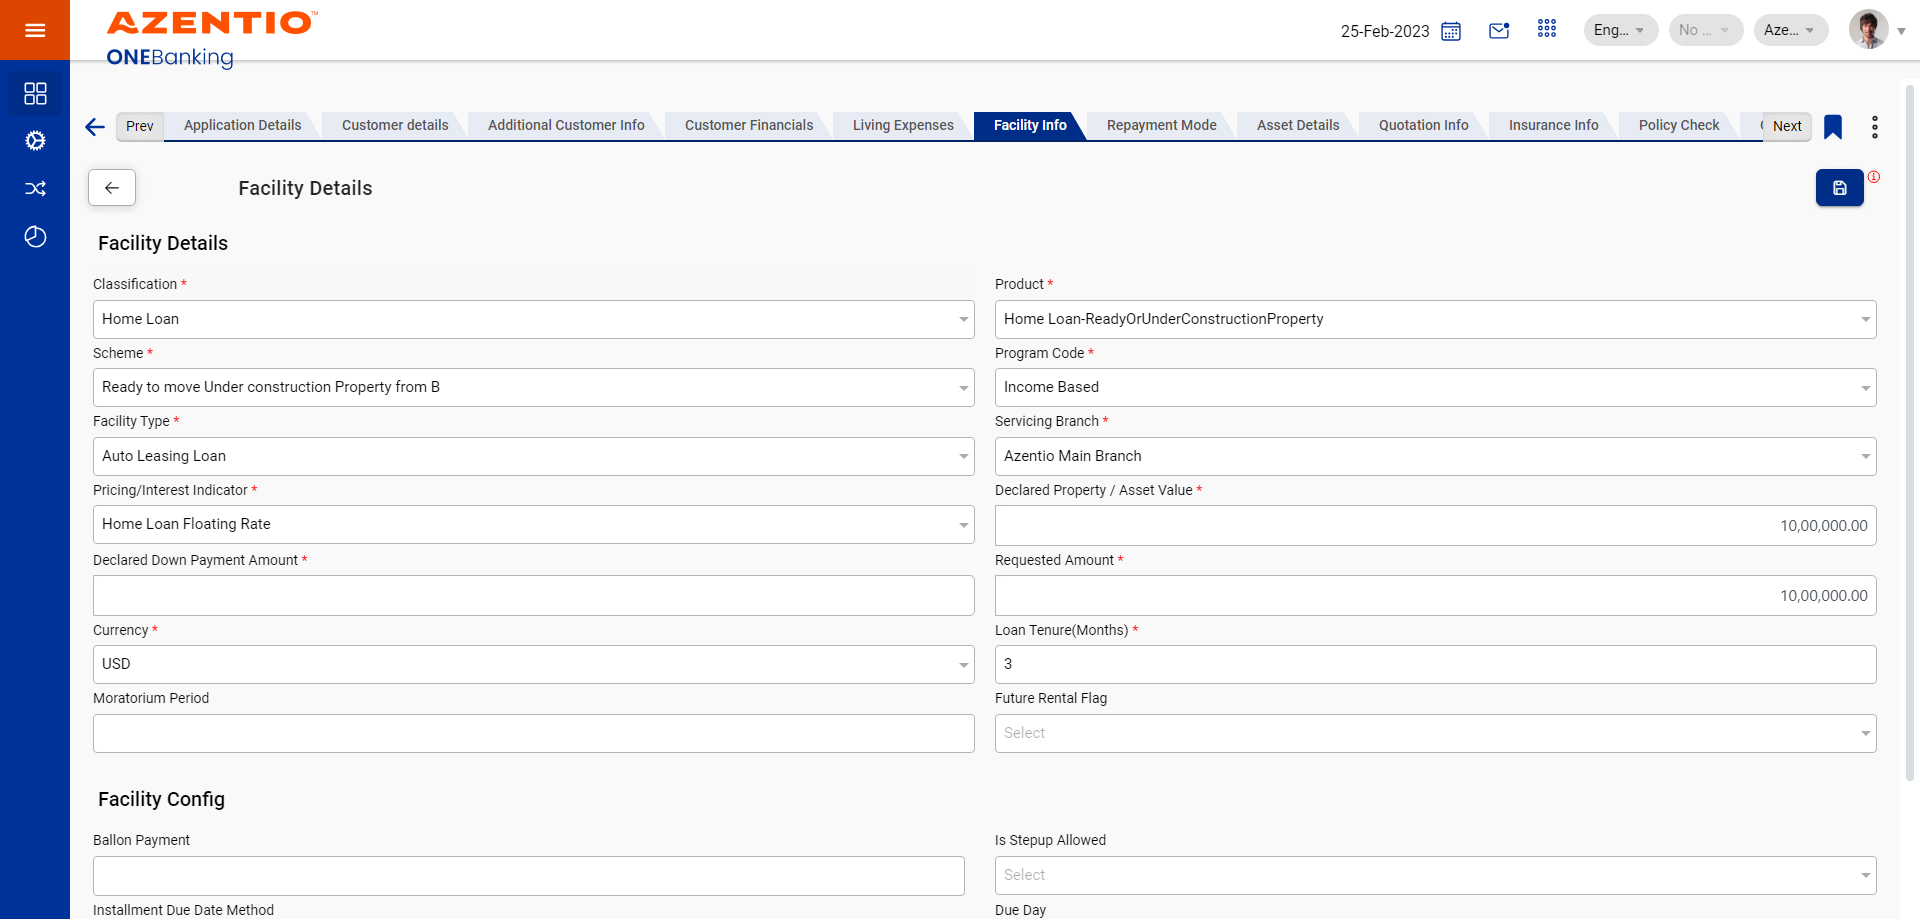 AZENTIO™
ONEBanking
25-Feb-2023
Eng...
No ...
Aze...
Prev
Application Details
Customer details
Additional Customer Info
Customer Financials
Living Expenses
Facility Info
Repayment Mode
Asset Details
Quotation Info
Insurance Info
Policy Check
Next
Facility Details
Facility Details
Classification *
Product *
Home Loan
Home Loan-ReadyOrUnderConstructionProperty
Scheme *
Program Code *
Ready to move Under construction Property from B
Income Based
Facility Type *
Servicing Branch *
Auto Leasing Loan
Azentio Main Branch
Pricing/Interest Indicator *
Declared Property / Asset Value *
Home Loan Floating Rate
10,00,000.00
Declared Down Payment Amount *
Requested Amount *
10,00,000.00
Currency *
Loan Tenure(Months) *
USD
3
Moratorium Period
Future Rental Flag
Select
Facility Config
Ballon Payment
Is Stepup Allowed
Select
Installment Due Date Method
Due Day